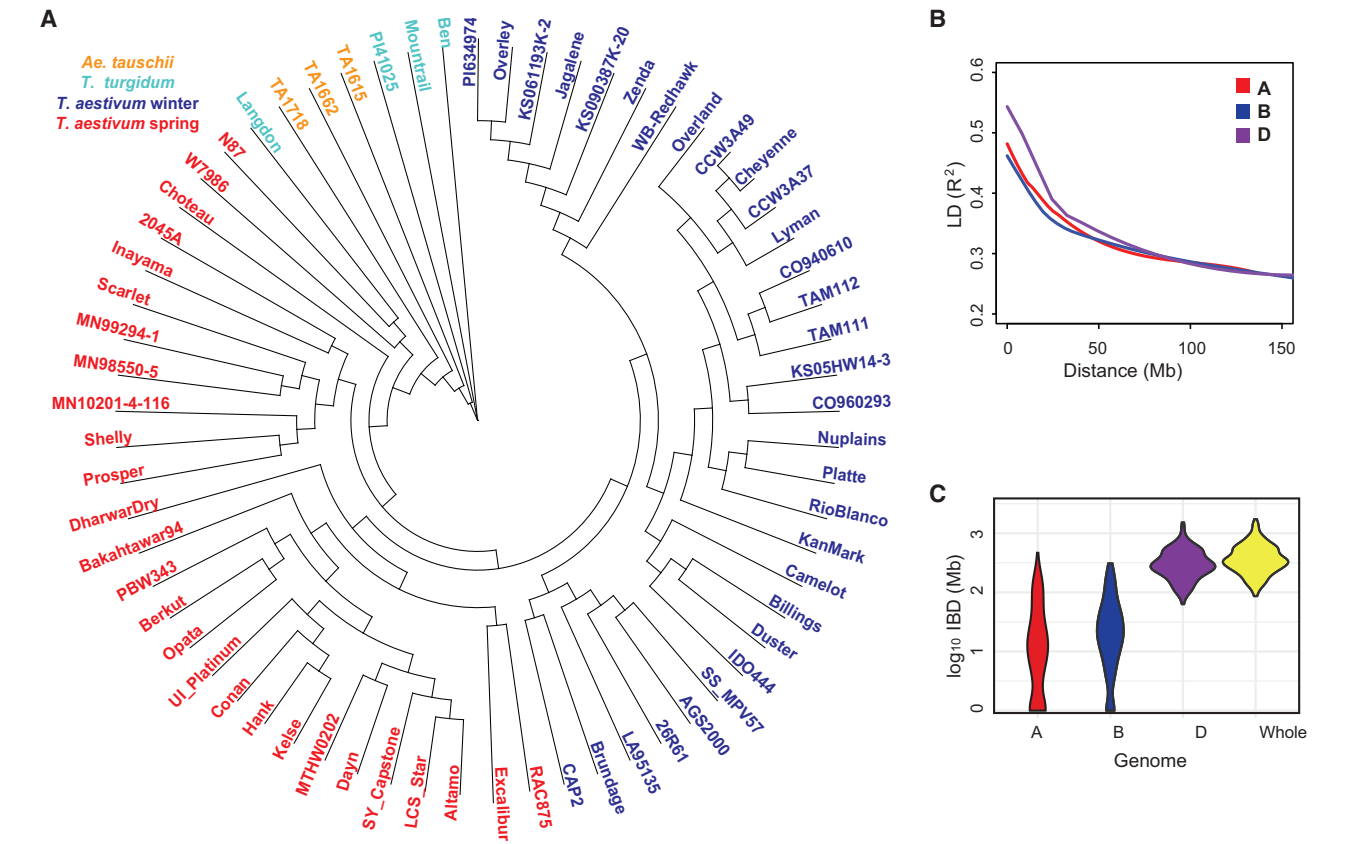 A
Ae. tauschii
T. turgidum
T. aestivum winter
T. aestivum spring
Ben
Mountrail
PI41025
TA1615
TA1662
TA1718
Langdon
N87
W7986
Choteau
2045A
Inayama
Scarlet
MN99294-1
MN98550-5
MN10201-4-116
Shelly
Prosper
DharwarDry
Bakahtawar94
PBW343
Berkut
Opata
UI_Platinum
Conan
Hank
Kelse
MTHW0202
Dayn
SY_Capstone
LCS_Star
Altamo
Excalibur
RAC875
CAP2
Brundage
LA95135
26R61
AGS2000
SS_MPV57
IDO444
Duster
Billings
Camelot
KanMark
RioBlanco
Platte
Nuplains
CO960293
KS05HW14-3
TAM111
TAM112
CO940610
Lyman
CCW3A37
Cheyenne
CCW3A49
Overland
WB-Redhawk
Zenda
KS090387K-20
Jagalene
KS061193K-2
Overley
PI634974
B
LD (R²)
0.6
0.5
0.4
0.3
0.2
A
B
D
0 50 100 150
Distance (Mb)
C
log₁₀ IBD (Mb)
3
2
1
0
A B D Whole
Genome